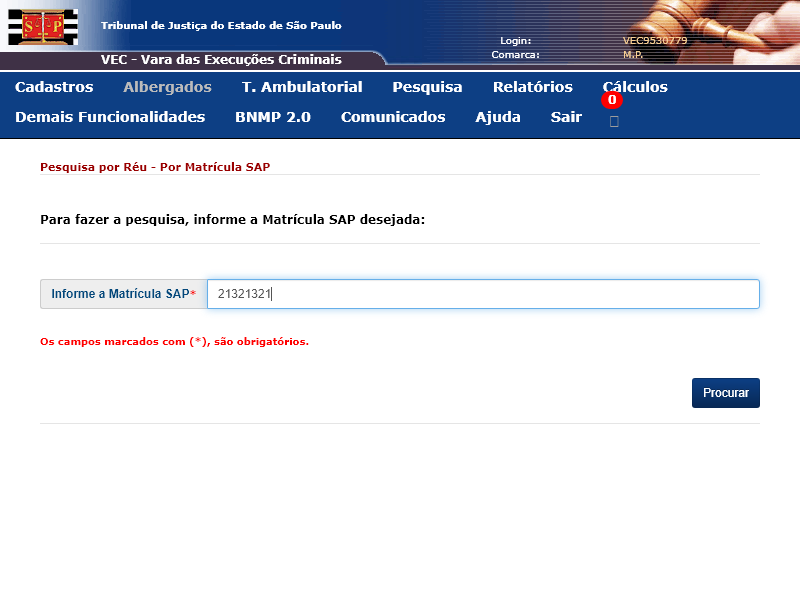 S P
Tribunal de Justiça do Estado de São Paulo
Login: VEC9530779
VEC - Vara das Execuções Criminais
Comarca: M.P.
Cadastros Albergados T. Ambulatorial Pesquisa Relatórios Cálculos
0
Demais Funcionalidades BNMP 2.0 Comunicados Ajuda Sair
Pesquisa por Réu - Por Matrícula SAP
Para fazer a pesquisa, informe a Matrícula SAP desejada:
Informe a Matrícula SAP* 21321321
Os campos marcados com (*), são obrigatórios.
Procurar